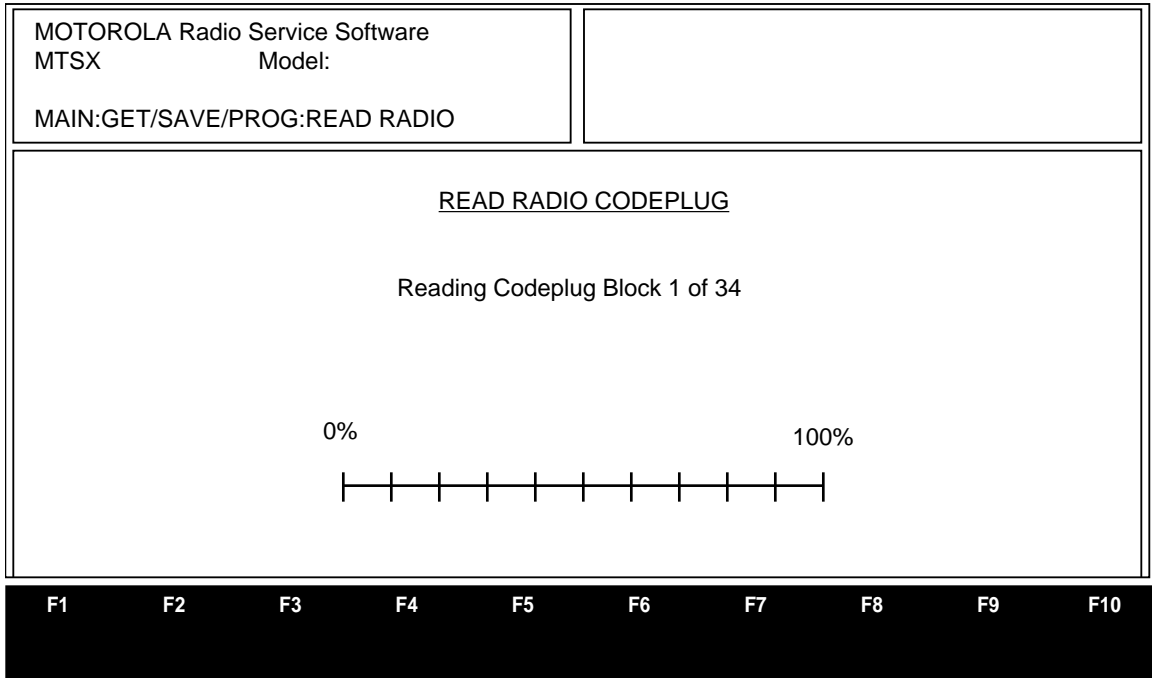 MOTOROLA Radio Service Software
MTSX Model:
MAIN:GET/SAVE/PROG:READ RADIO
READ RADIO CODEPLUG
Reading Codeplug Block 1 of 34
0% 100%
F1 F2 F3 F4 F5 F6 F7 F8 F9 F10